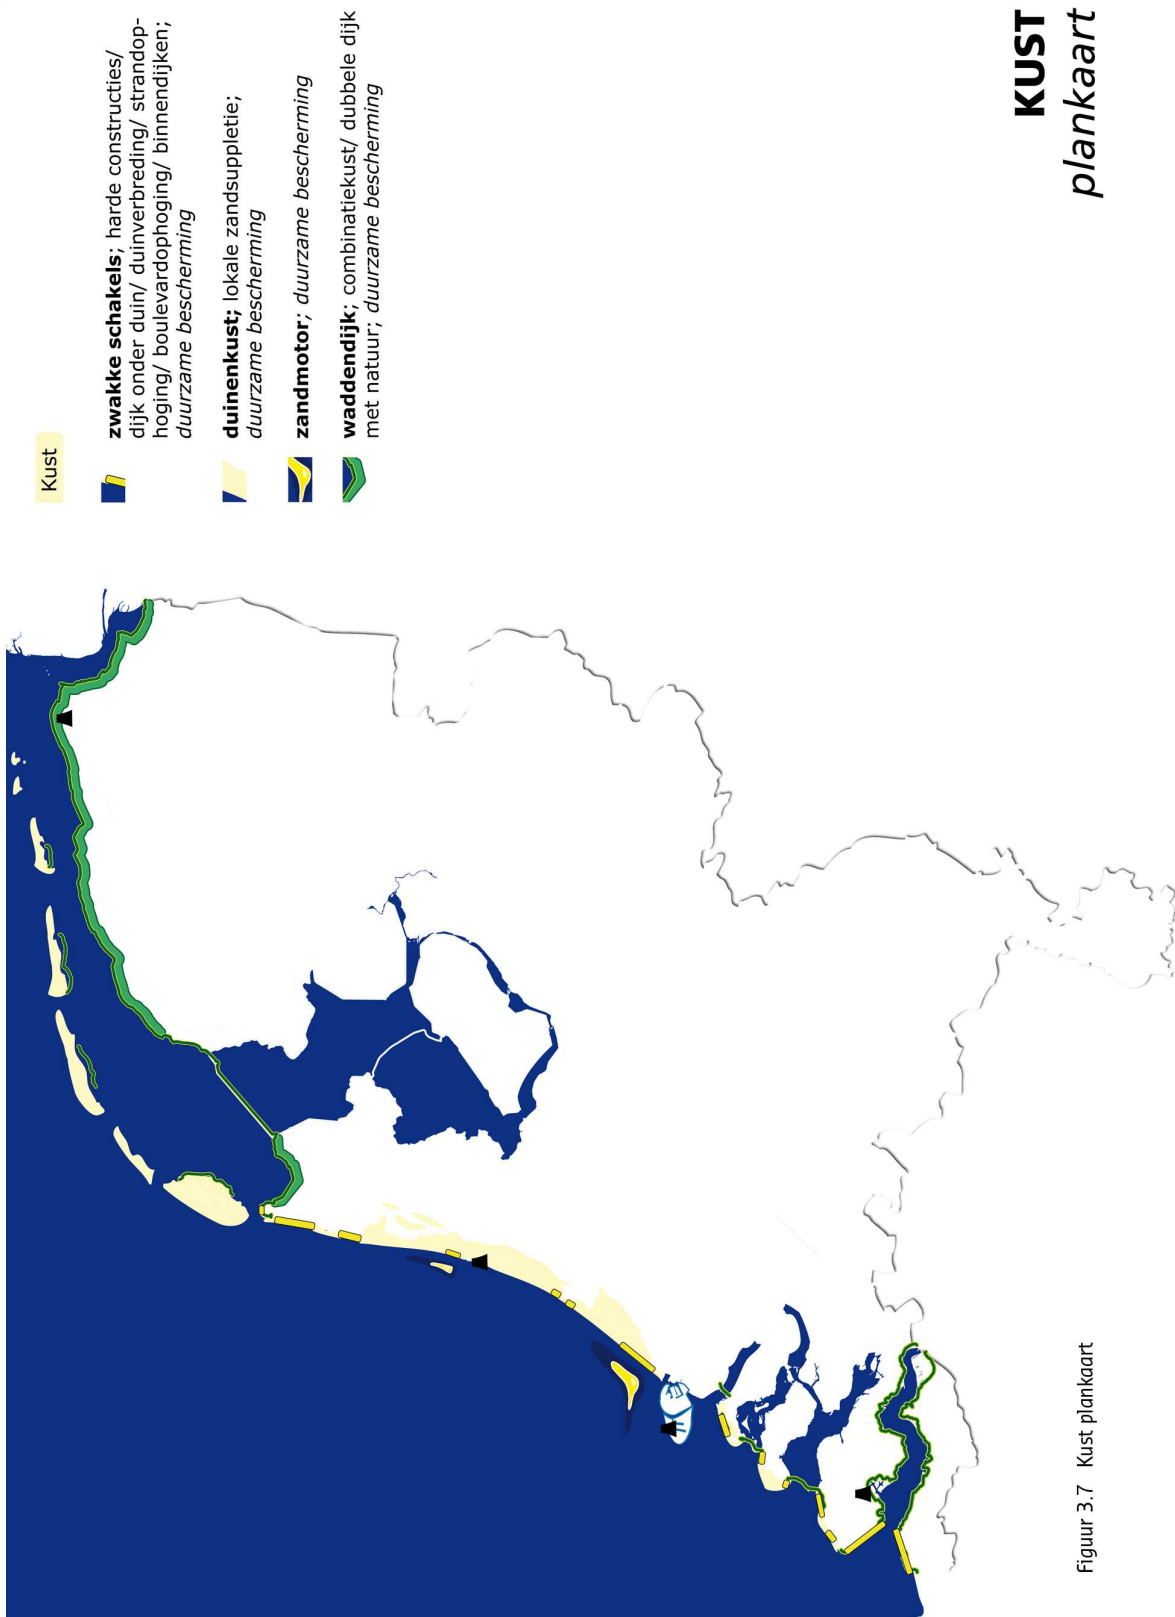 KUST
plankaart
Kust
zwakke schakels; harde constructies/
dijk onder duin/ duinverbreding/ strandop-
hoging/ boulevardophoging/ binnendijken;
duurzame bescherming
duinenkust; lokale zandsuppletie;
duurzame bescherming
zandmotor; duurzame bescherming
waddendijk; combinatiekust/ dubbele dijk
met natuur; duurzame bescherming
Figuur 3.7 Kust plankaart